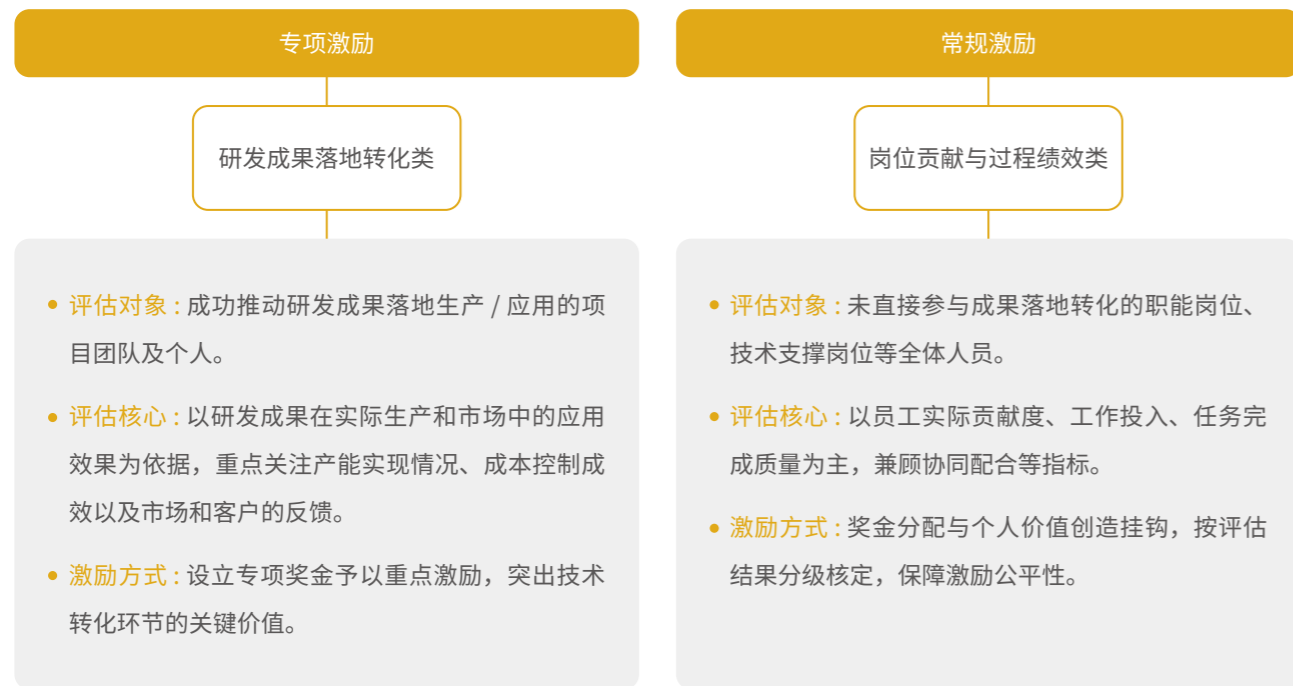 专项激励
研发成果落地转化类
评估对象 : 成功推动研发成果落地生产 / 应用的项
目团队及个人。
评估核心 : 以研发成果在实际生产和市场中的应用
效果为依据，重点关注产能实现情况、成本控制成
效以及市场和客户的反馈。
激励方式 : 设立专项奖金予以重点激励，突出技术
转化环节的关键价值。
常规激励
岗位贡献与过程绩效类
评估对象 : 未直接参与成果落地转化的职能岗位、
技术支撑岗位等全体人员。
评估核心 : 以员工实际贡献度、工作投入、任务完
成质量为主，兼顾协同配合等指标。
激励方式 : 奖金分配与个人价值创造挂钩，按评估
结果分级核定，保障激励公平性。